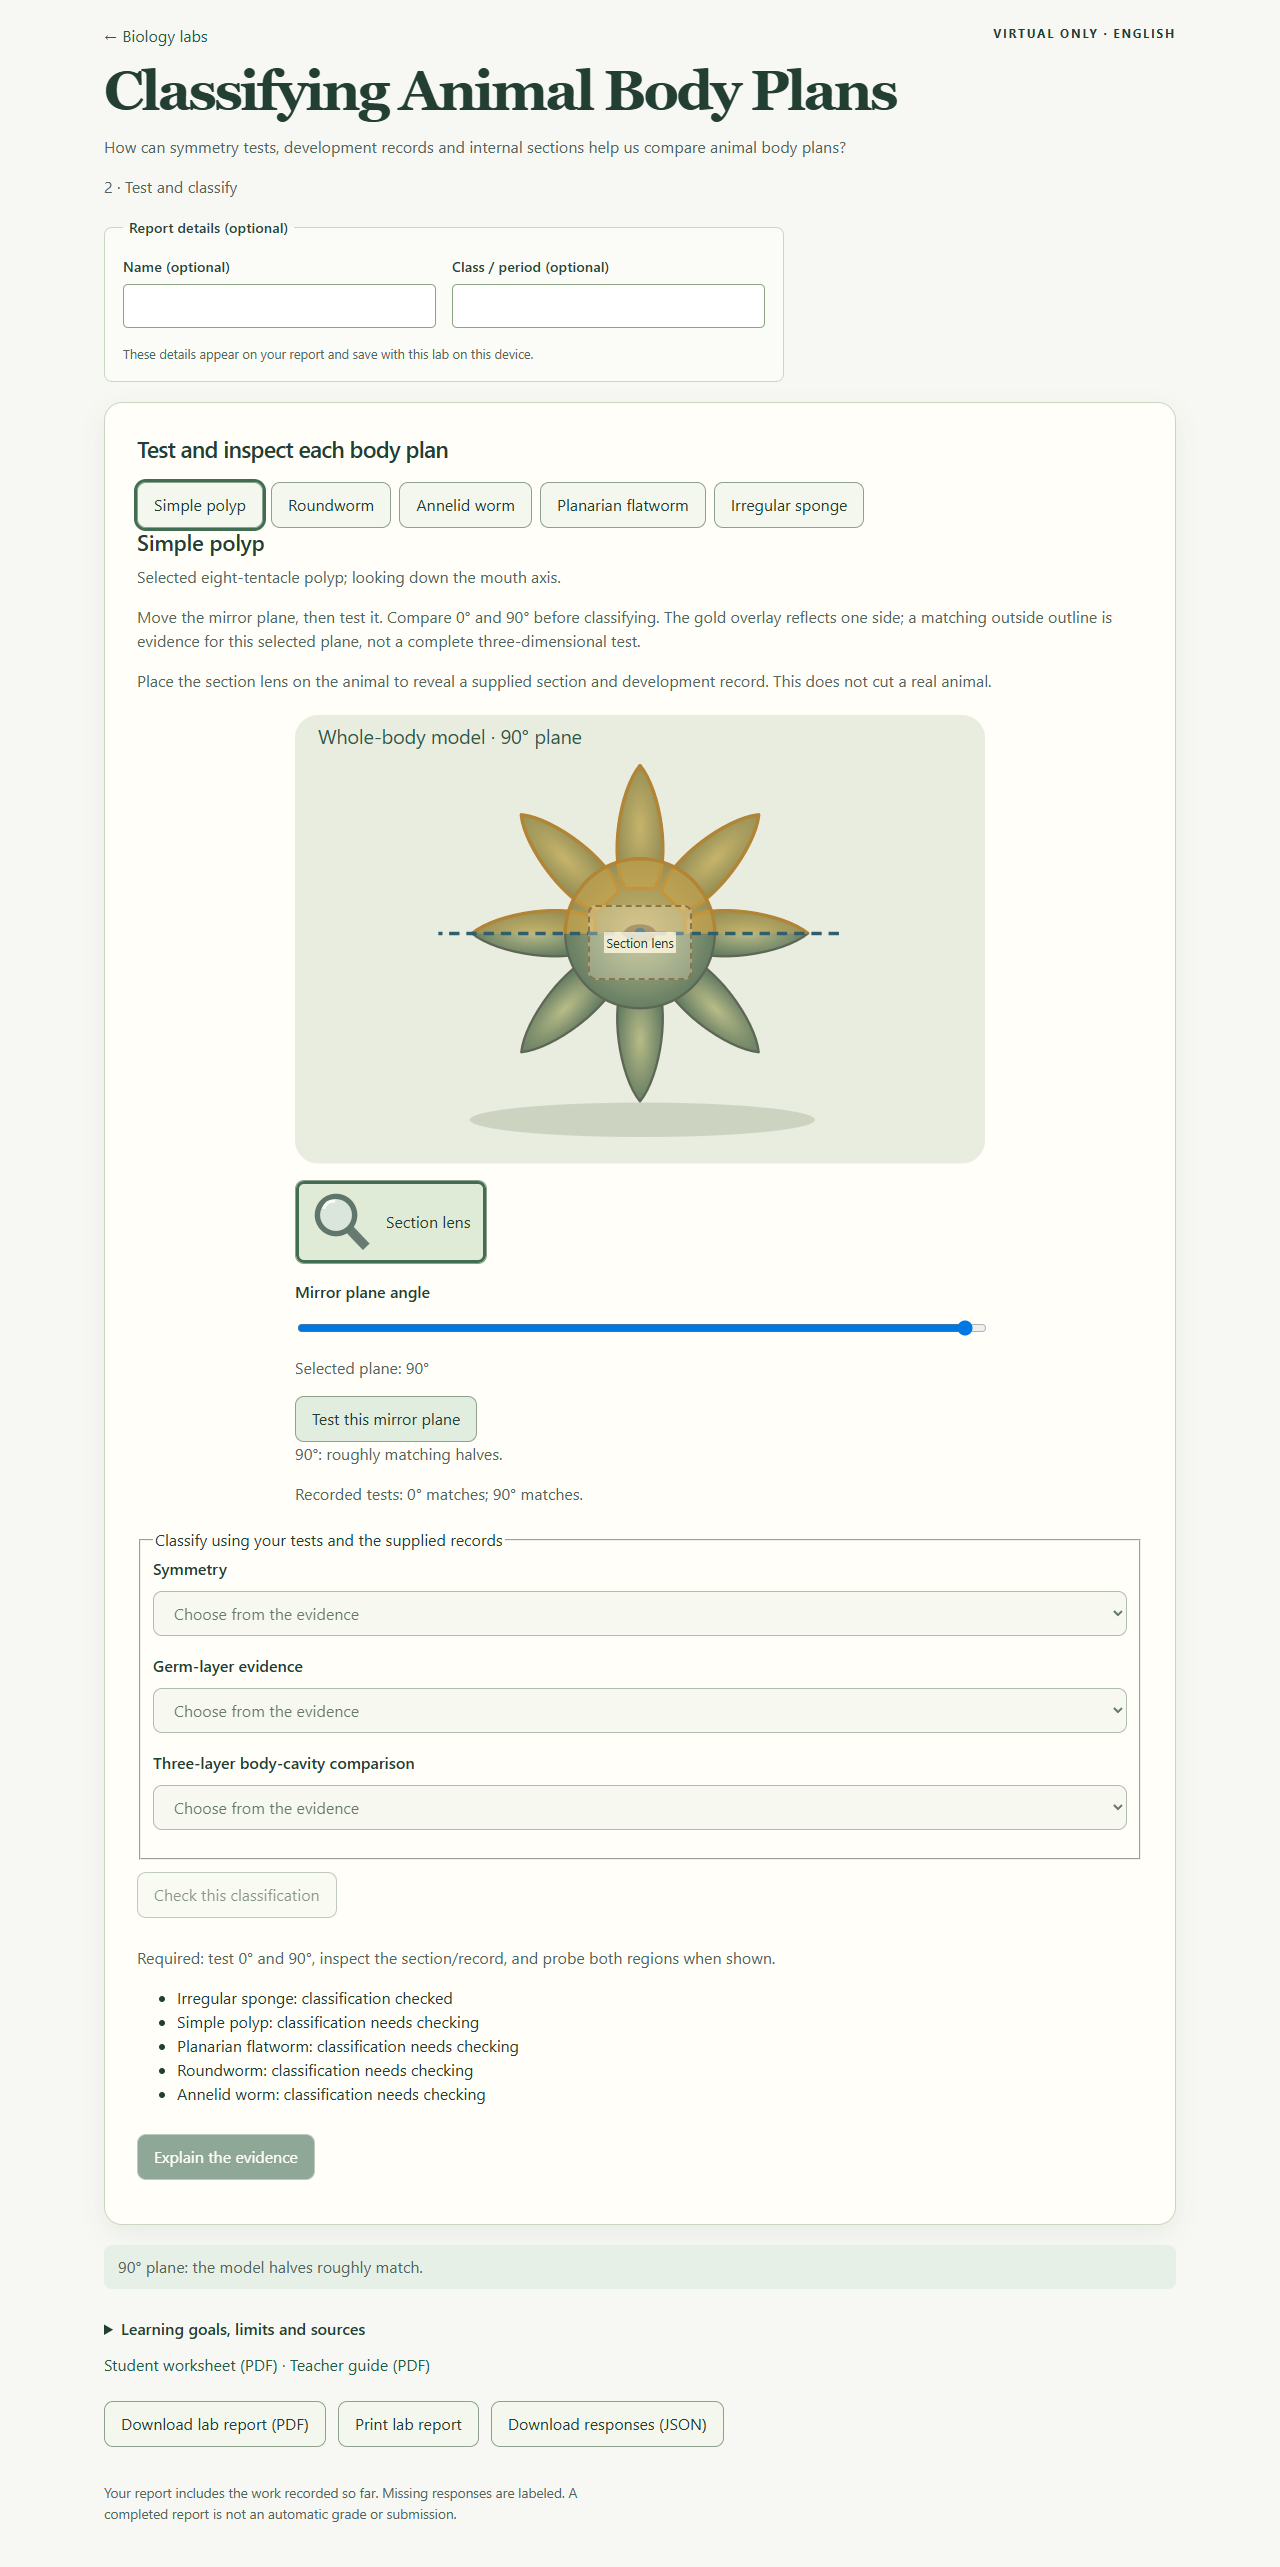 ← Biology labs
VIRTUAL ONLY · ENGLISH
Classifying Animal Body Plans
How can symmetry tests, development records and internal sections help us compare animal body plans?
2 · Test and classify
Report details (optional)
Name (optional)
Class / period (optional)
These details appear on your report and save with this lab on this device.
Test and inspect each body plan
Simple polyp
Roundworm
Annelid worm
Planarian flatworm
Irregular sponge
Simple polyp
Selected eight-tentacle polyp; looking down the mouth axis.
Move the mirror plane, then test it. Compare 0° and 90° before classifying. The gold overlay reflects one side; a matching outside outline is
evidence for this selected plane, not a complete three-dimensional test.
Place the section lens on the animal to reveal a supplied section and development record. This does not cut a real animal.
Whole-body model · 90° plane
Section lens
Section lens
Mirror plane angle
Selected plane: 90°
Test this mirror plane
90°: roughly matching halves.
Recorded tests: 0° matches; 90° matches.
Classify using your tests and the supplied records
Symmetry
Choose from the evidence
Germ-layer evidence
Choose from the evidence
Three-layer body-cavity comparison
Choose from the evidence
Check this classification
Required: test 0° and 90°, inspect the section/record, and probe both regions when shown.
• Irregular sponge: classification checked
• Simple polyp: classification needs checking
• Planarian flatworm: classification needs checking
• Roundworm: classification needs checking
• Annelid worm: classification needs checking
Explain the evidence
90° plane: the model halves roughly match.
▶ Learning goals, limits and sources
Student worksheet (PDF) · Teacher guide (PDF)
Download lab report (PDF)
Print lab report
Download responses (JSON)
Your report includes the work recorded so far. Missing responses are labeled. A
completed report is not an automatic grade or submission.